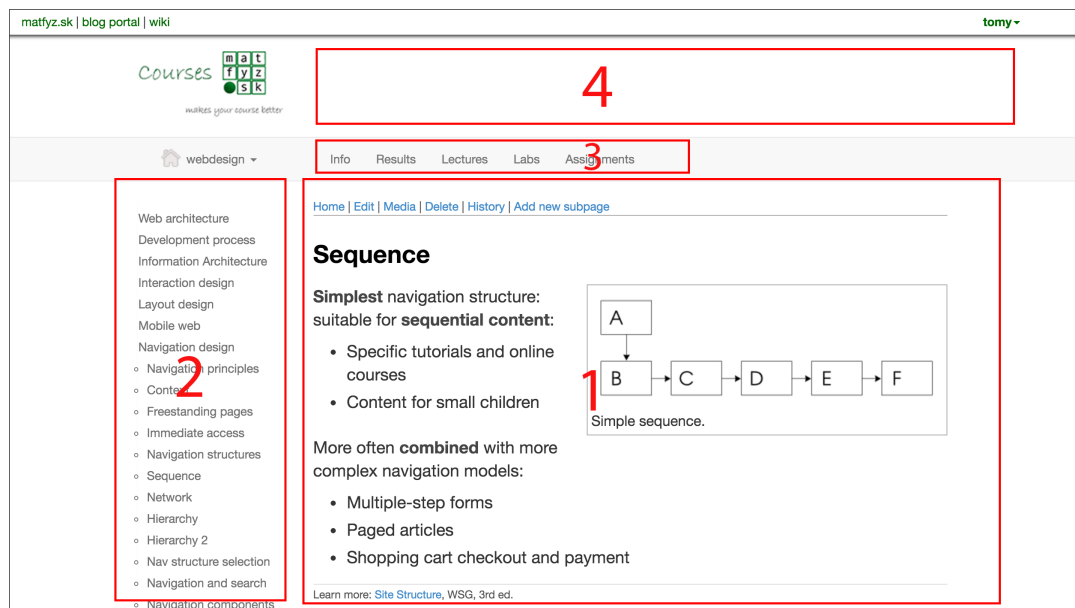 matfyz.sk | blog portal | wiki
tomy
Courses
m a t
f y z
s k
makes your course better
4
webdesign
Info Results Lectures Labs Assignments
3
Web architecture
Development process
Information Architecture
Interaction design
Layout design
Mobile web
Navigation design
Navigation principles
Context
Freestanding pages
Immediate access
Navigation structures
Sequence
Network
Hierarchy
Hierarchy 2
Nav structure selection
Navigation and search
Navigation components
2
Home | Edit | Media | Delete | History | Add new subpage
Sequence
Simplest navigation structure:
suitable for sequential content:
• Specific tutorials and online
courses
• Content for small children
More often combined with more
complex navigation models:
• Multiple-step forms
• Paged articles
• Shopping cart checkout and payment
A
B C D E F
1
Simple sequence.
Learn more: Site Structure, WSG, 3rd ed.